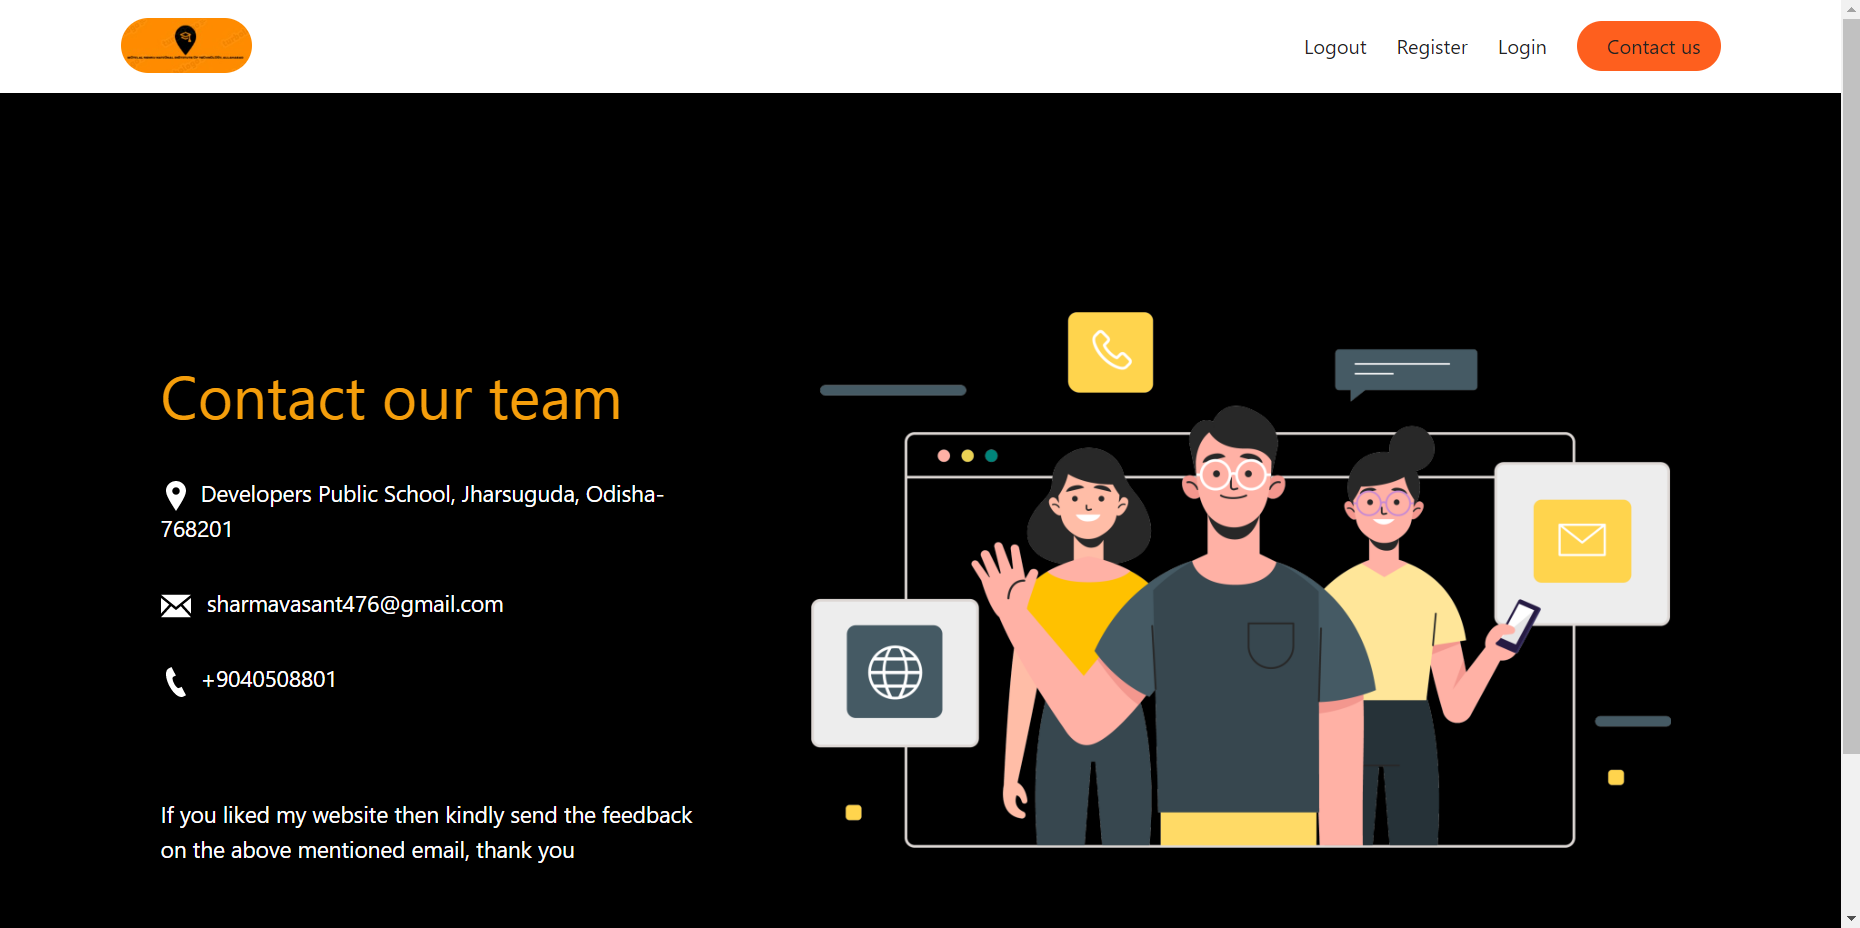 Logout Register Login Contact us
Contact our team
Developers Public School, Jharsuguda, Odisha-
768201
sharmavasant476@gmail.com
+9040508801
If you liked my website then kindly send the feedback
on the above mentioned email, thank you